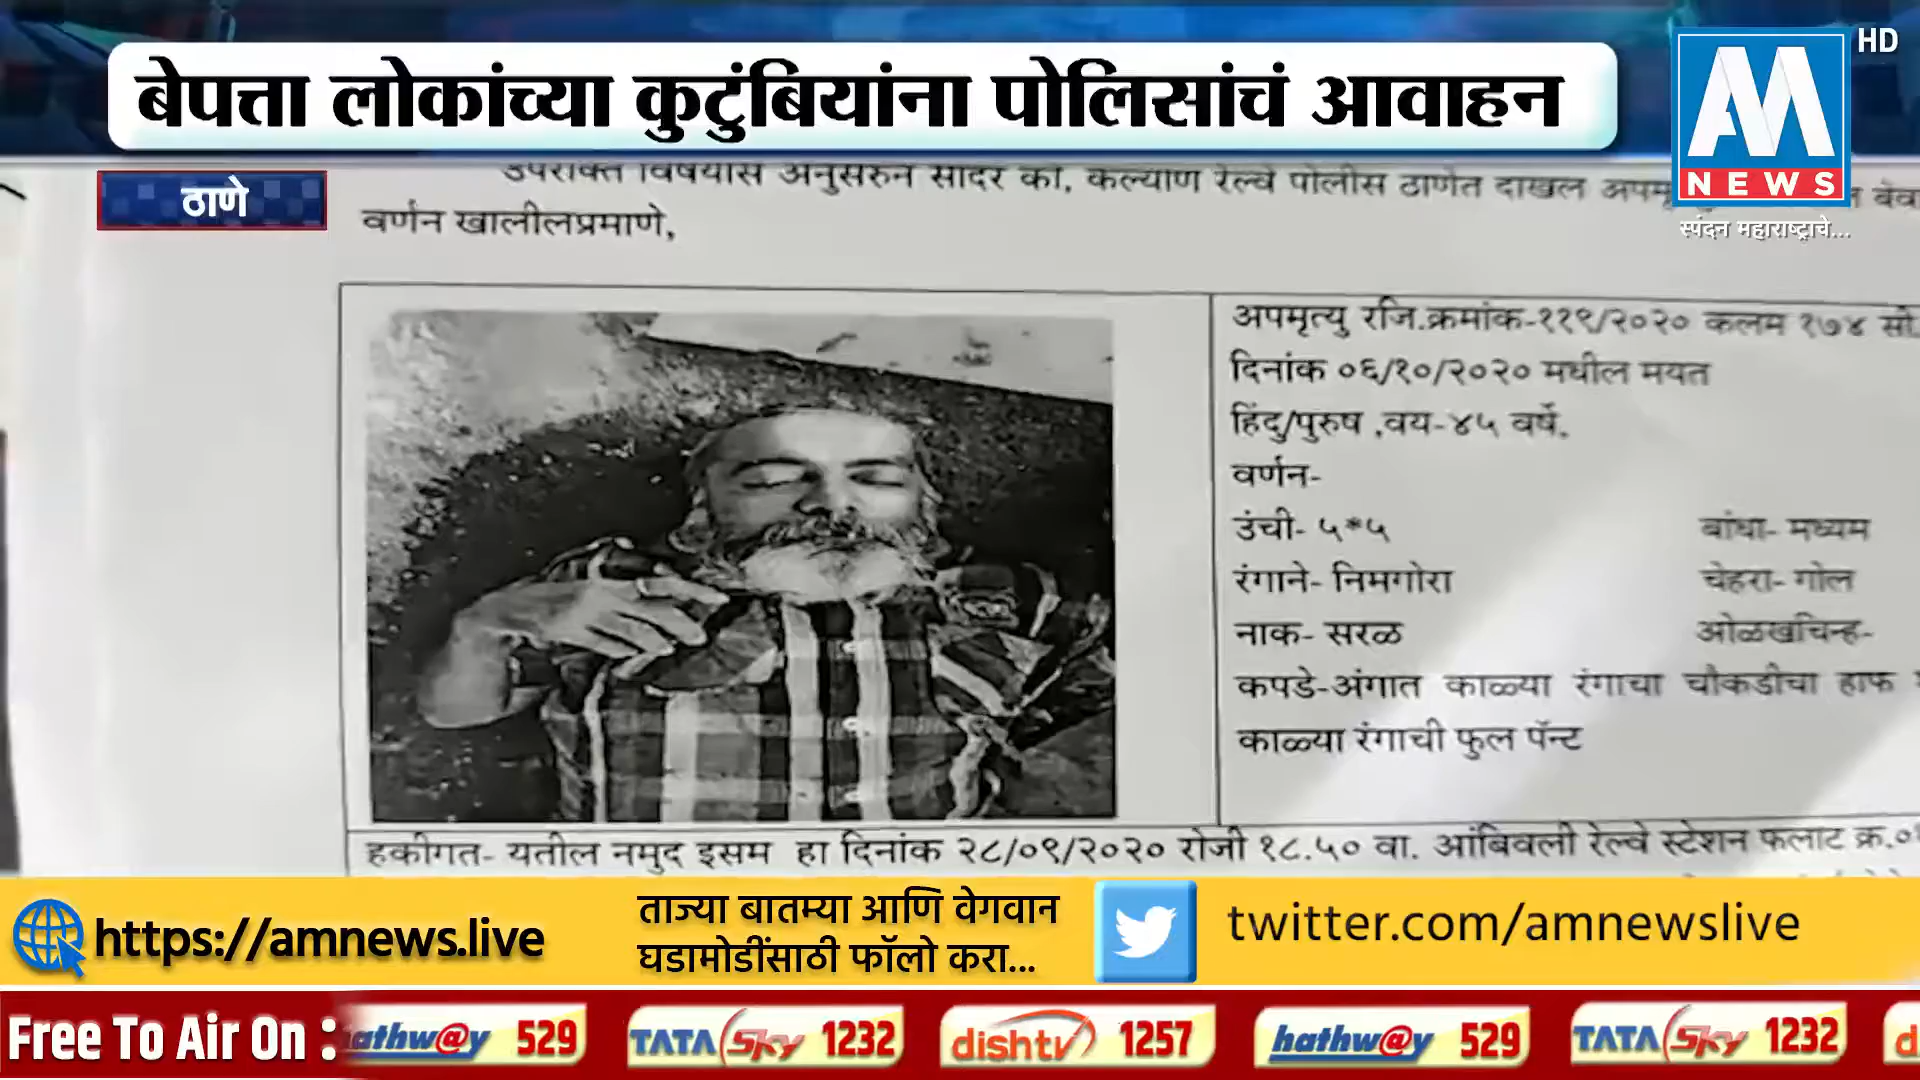 बेपत्ता लोकांच्या कुटुंबियांना पोलिसांचं आवाहन
HD
AM
NEWS
स्पंदन महाराष्ट्राचे...
ठाणे
उपरोक्त विषयास अनुसरुन सादर की, कल्याण रेल्वे पोलीस ठाणेत दाखल
वर्णन खालीलप्रमाणे,
अपमृत्यु रजि.क्रमांक-११९/२०२० कलम १७४ सी.
दिनांक ०६/१०/२०२० मधील मयत
हिंदु/पुरुष ,वय-४५ वर्षे.
वर्णन-
उंची- ५*५ बांधा- मध्यम
रंगाने- निमगोरा चेहरा- गोल
नाक- सरळ ओळखचिन्ह-
कपडे-अंगात काळ्या रंगाचा चौकडीचा हाफ
काळ्या रंगाची फुल पॅन्ट
हकीगत- यतील नमुद इसम हा दिनांक २८/०९/२०२० रोजी १८.५० वा. आंबिवली रेल्वे स्टेशन फलाट क्र.
https://amnews.live
ताज्या बातम्या आणि वेगवान
घडामोडींसाठी फॉलो करा...
twitter.com/amnewslive
Free To Air On : hathw@y 529 TATA Sky 1232 dishtv 1257 hathw@y 529 TATA Sky 1232 d